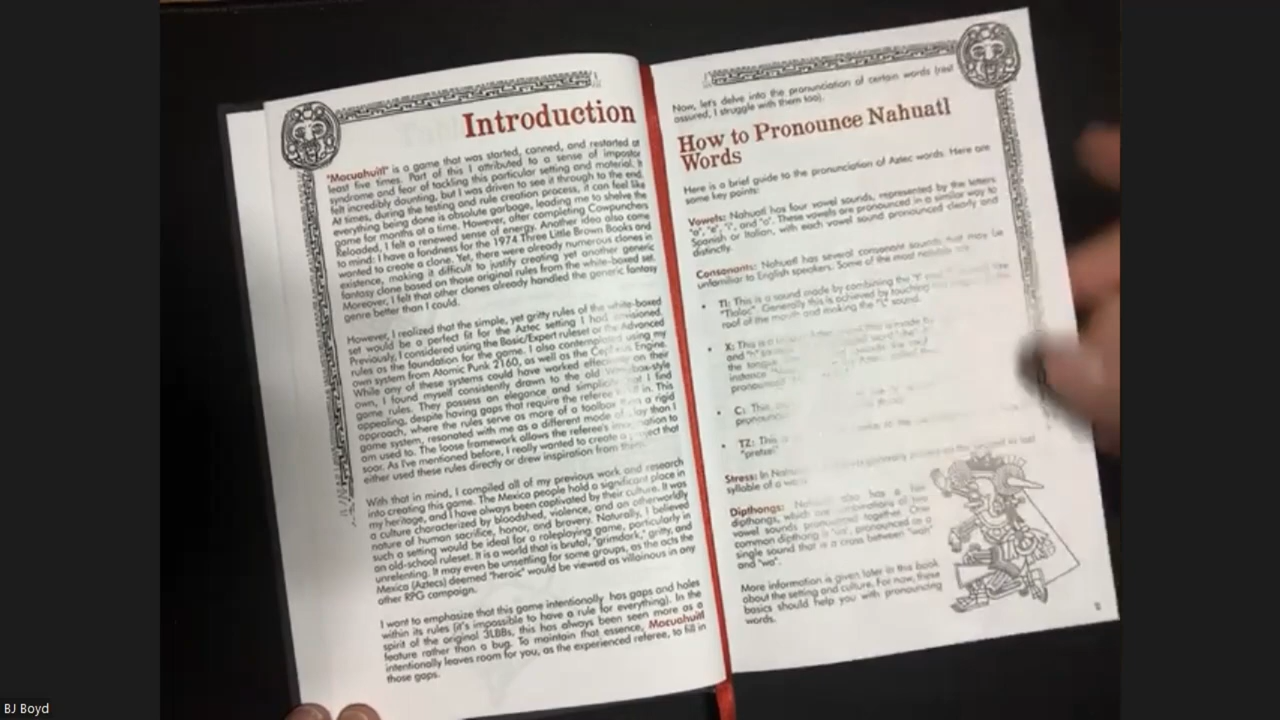 Introduction
"Macuahuitl" is a game that was started, canned, and restarted at
least five times. Part of this I attributed to a sense of impostor
syndrome and fear of tackling this particular setting and material. It
felt incredibly daunting, but I was driven to see it through to the end.
At times, during the testing and rule creation process, it can feel like
everything being done is absolute garbage, leading me to shelve the
game for months at a time. However, after completing Cowpunchers
Reloaded, I felt a renewed sense of energy. Another idea also came
to mind: I have a fondness for the 1974 Three Little Brown Books and
wanted to create a clone. Yet, there were already numerous clones in
existence, making it difficult to justify creating yet another generic
fantasy clone based on those original rules from the white-boxed set.
Moreover, I felt that other clones already handled the generic fantasy
genre better than I could.
However, I realized that the simple, yet gritty rules of the white-boxed
set would be a perfect fit for the Aztec setting I had envisioned.
Previously, I considered using the Basic/Expert ruleset or the Advanced
rules as the foundation for the game. I also contemplated using my
own system from Atomic Punk 2160, as well as the Cepheus Engine.
While any of these systems could have worked effectively on their
own, I found myself consistently drawn to the old white-box-style
game rules. They possess an elegance and simplicity that I find
appealing, despite having gaps that require the referee to fill in. This
approach, where the rules serve as more of a toolbox than a rigid
game system, resonated with me as a different mode of play than I
am used to. The loose framework allows the referee's imagination to
soar. As I've mentioned before, I really wanted to create a project that
either used these rules directly or drew inspiration from them.
With that in mind, I compiled all of my previous work and research
into creating this game. The Mexica people hold a significant place in
my heritage, and I have always been captivated by their culture. It was
a culture characterized by bloodshed, violence, and an otherworldly
nature of human sacrifice, honor, and bravery. Naturally, I believed
such a setting would be ideal for a roleplaying game, particularly in
an old-school ruleset. It is a world that is brutal, "grimdark," gritty, and
unrelenting. It may even be unsettling for some groups, as the acts the
Mexica (Aztecs) deemed "heroic" would be viewed as villainous in any
other RPG campaign.
I want to emphasize that this game intentionally has gaps and holes
within its rules (it's impossible to have a rule for everything). In the
spirit of the original 3LBBs, this has always been seen more as a
feature rather than a bug. To maintain that essence, Macuahuitl
intentionally leaves room for you, as the experienced referee, to fill in
those gaps.
Now, let's delve into the pronunciation of certain words (rest
assured, I struggle with them too).
How to Pronounce Nahuatl
Words
Here is a brief guide to the pronunciation of Aztec words. Here are
some key points:
Vowels: Nahuatl has four vowel sounds, represented by the letters
"a", "e", "i", and "o". These vowels are pronounced in a similar way to
Spanish or Italian, with each vowel sound pronounced clearly and
distinctly.
Consonants: Nahuatl has several consonant sounds that may be
unfamiliar to English speakers. Some of the most notable are:
• Tl: This is a sound made by combining the
"Tlaloc". Generally this is achieved by touching
roof of the mouth and making the "L" sound.
• X: This is a
and "h"
the tongue
instance
pronounced
• C: This
pronounced
• TZ: This is
"pretzel"
Stress: In Nahuatl
syllable of a word.
Dipthongs: Nahuatl also has a few
dipthongs, which are combinations of two
vowel sounds pronounced together. One
common dipthong is pronounced as a
single sound that is a cross between "wah"
and "wa".
More information is given later in this book
about the setting and culture. For now, these
basics should help you with pronouncing
words.
BJ Boyd